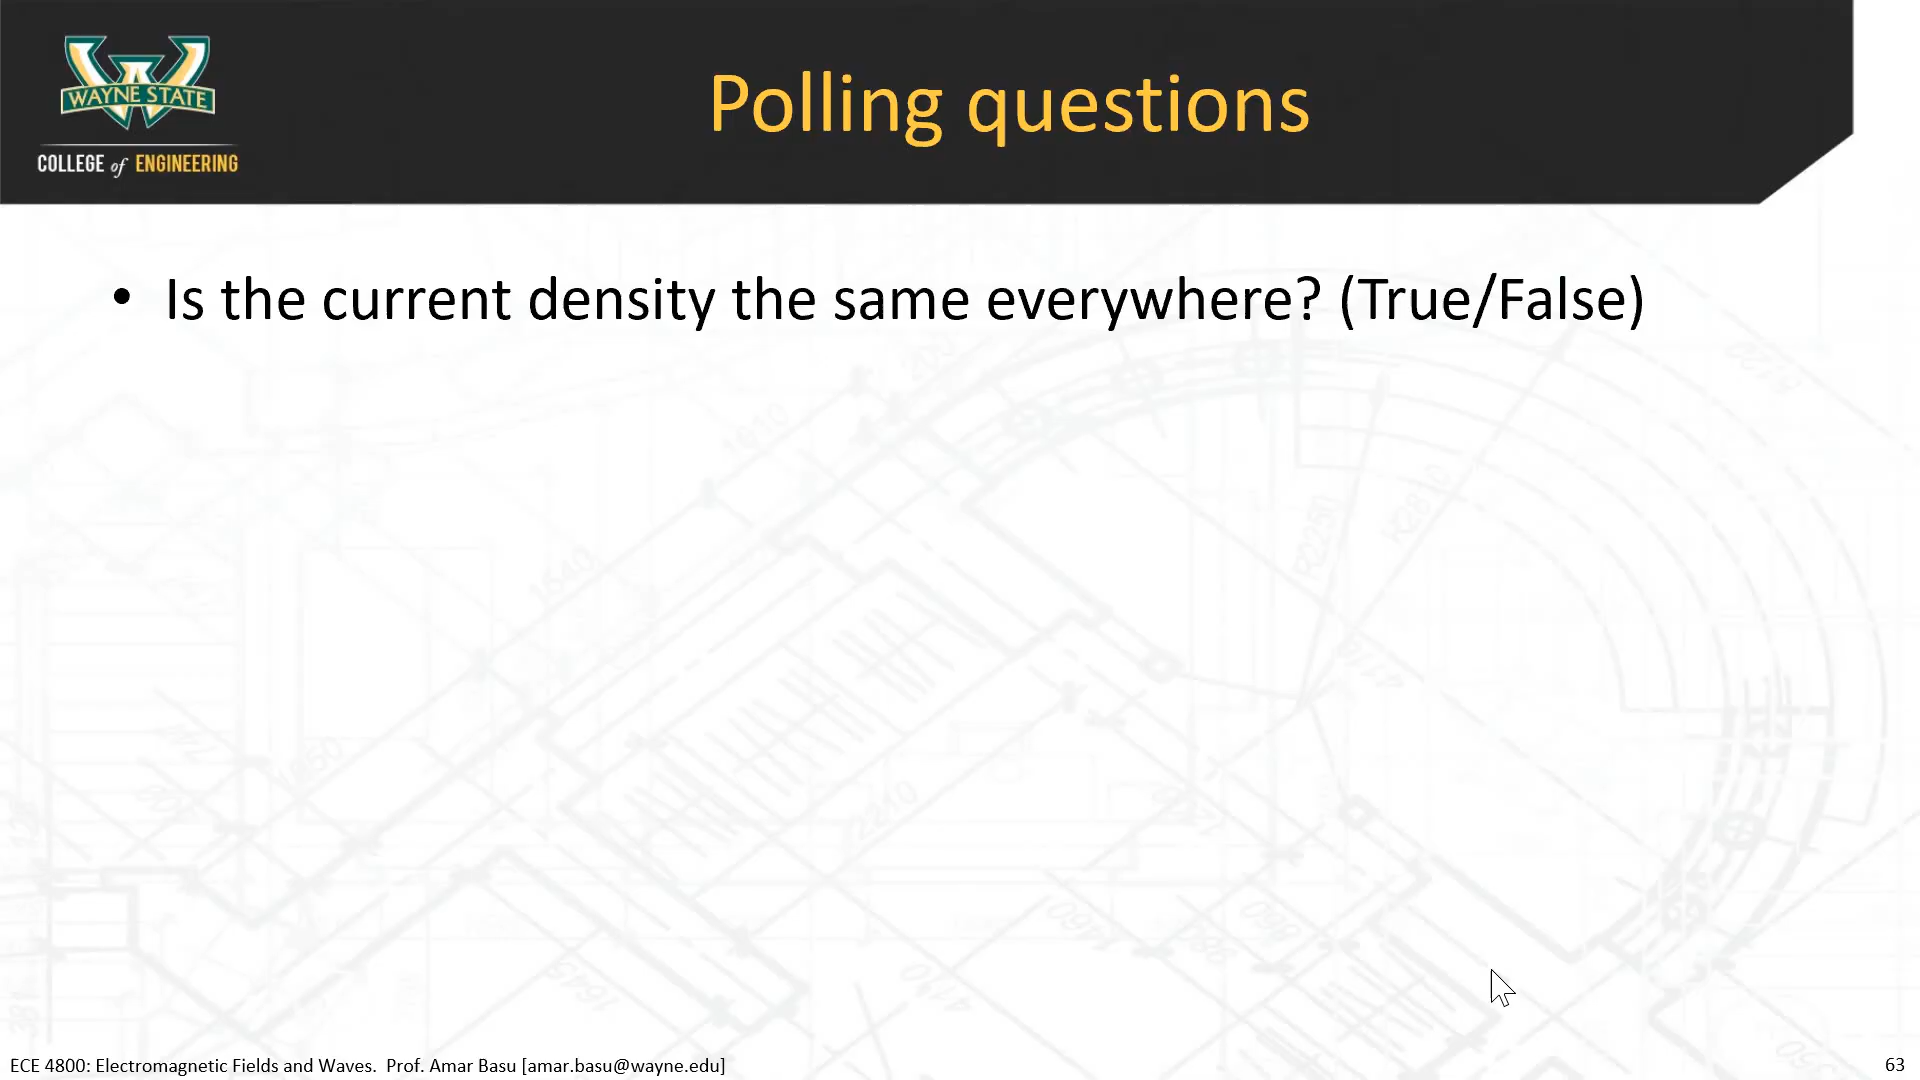 WAYNE STATE
COLLEGE of ENGINEERING
Polling questions
• Is the current density the same everywhere? (True/False)
ECE 4800: Electromagnetic Fields and Waves. Prof. Amar Basu [amar.basu@wayne.edu]
63